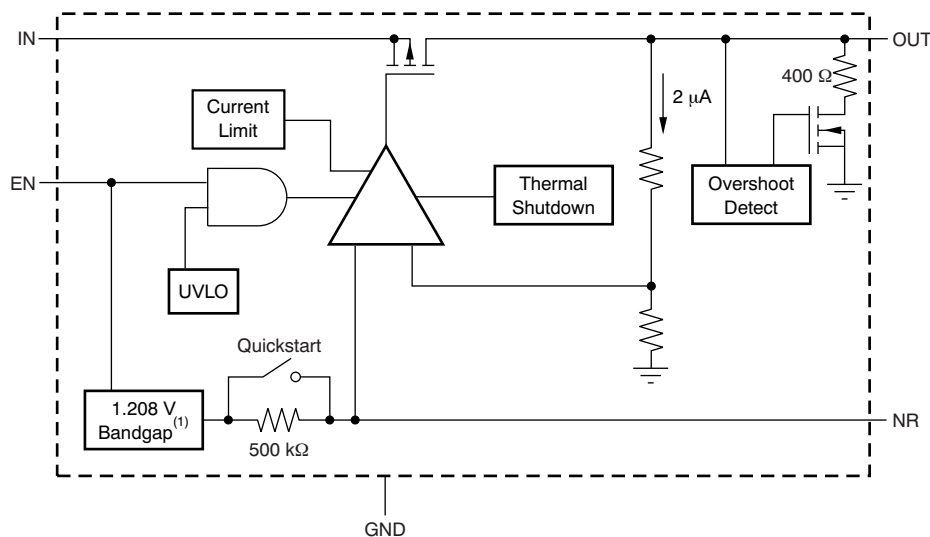 IN
OUT
400 Ω
2 μA
Current
Limit
EN
Thermal
Shutdown
Overshoot
Detect
UVLO
Quickstart
1.208 V
Bandgap(1)
500 kΩ
NR
GND